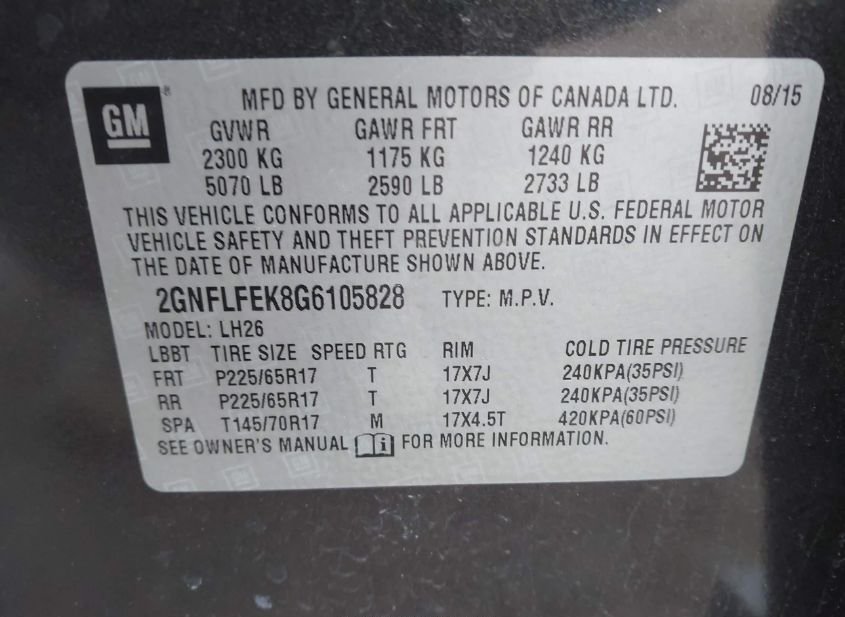 GM ® MFD BY GENERAL MOTORS OF CANADA LTD. 08/15
GVWR GAWR FRT GAWR RR
2300 KG 1175 KG 1240 KG
5070 LB 2590 LB 2733 LB
THIS VEHICLE CONFORMS TO ALL APPLICABLE U.S. FEDERAL MOTOR
VEHICLE SAFETY AND THEFT PREVENTION STANDARDS IN EFFECT ON
THE DATE OF MANUFACTURE SHOWN ABOVE.
2GNFLFEK8G6105828 TYPE: M.P.V.
MODEL: LH26
LBBT TIRE SIZE SPEED RTG RIM COLD TIRE PRESSURE
FRT P225/65R17 T 17X7J 240KPA(35PSI)
RR P225/65R17 T 17X7J 240KPA(35PSI)
SPA T145/70R17 M 17X4.5T 420KPA(60PSI)
SEE OWNER'S MANUAL i FOR MORE INFORMATION.